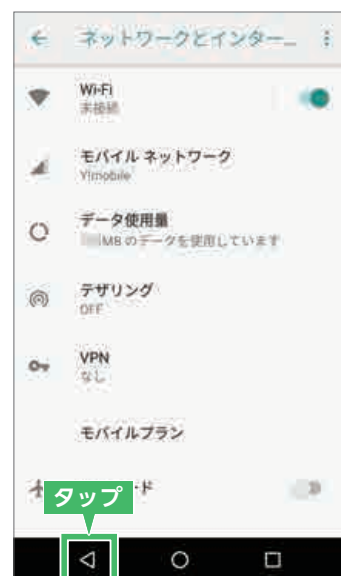 ネットワークとインター…
Wi-Fi
未接続
モバイル ネットワーク
Y!mobile
データ使用量
MB のデータを使用しています
テザリング
OFF
VPN
なし
モバイルプラン
ード
タップ